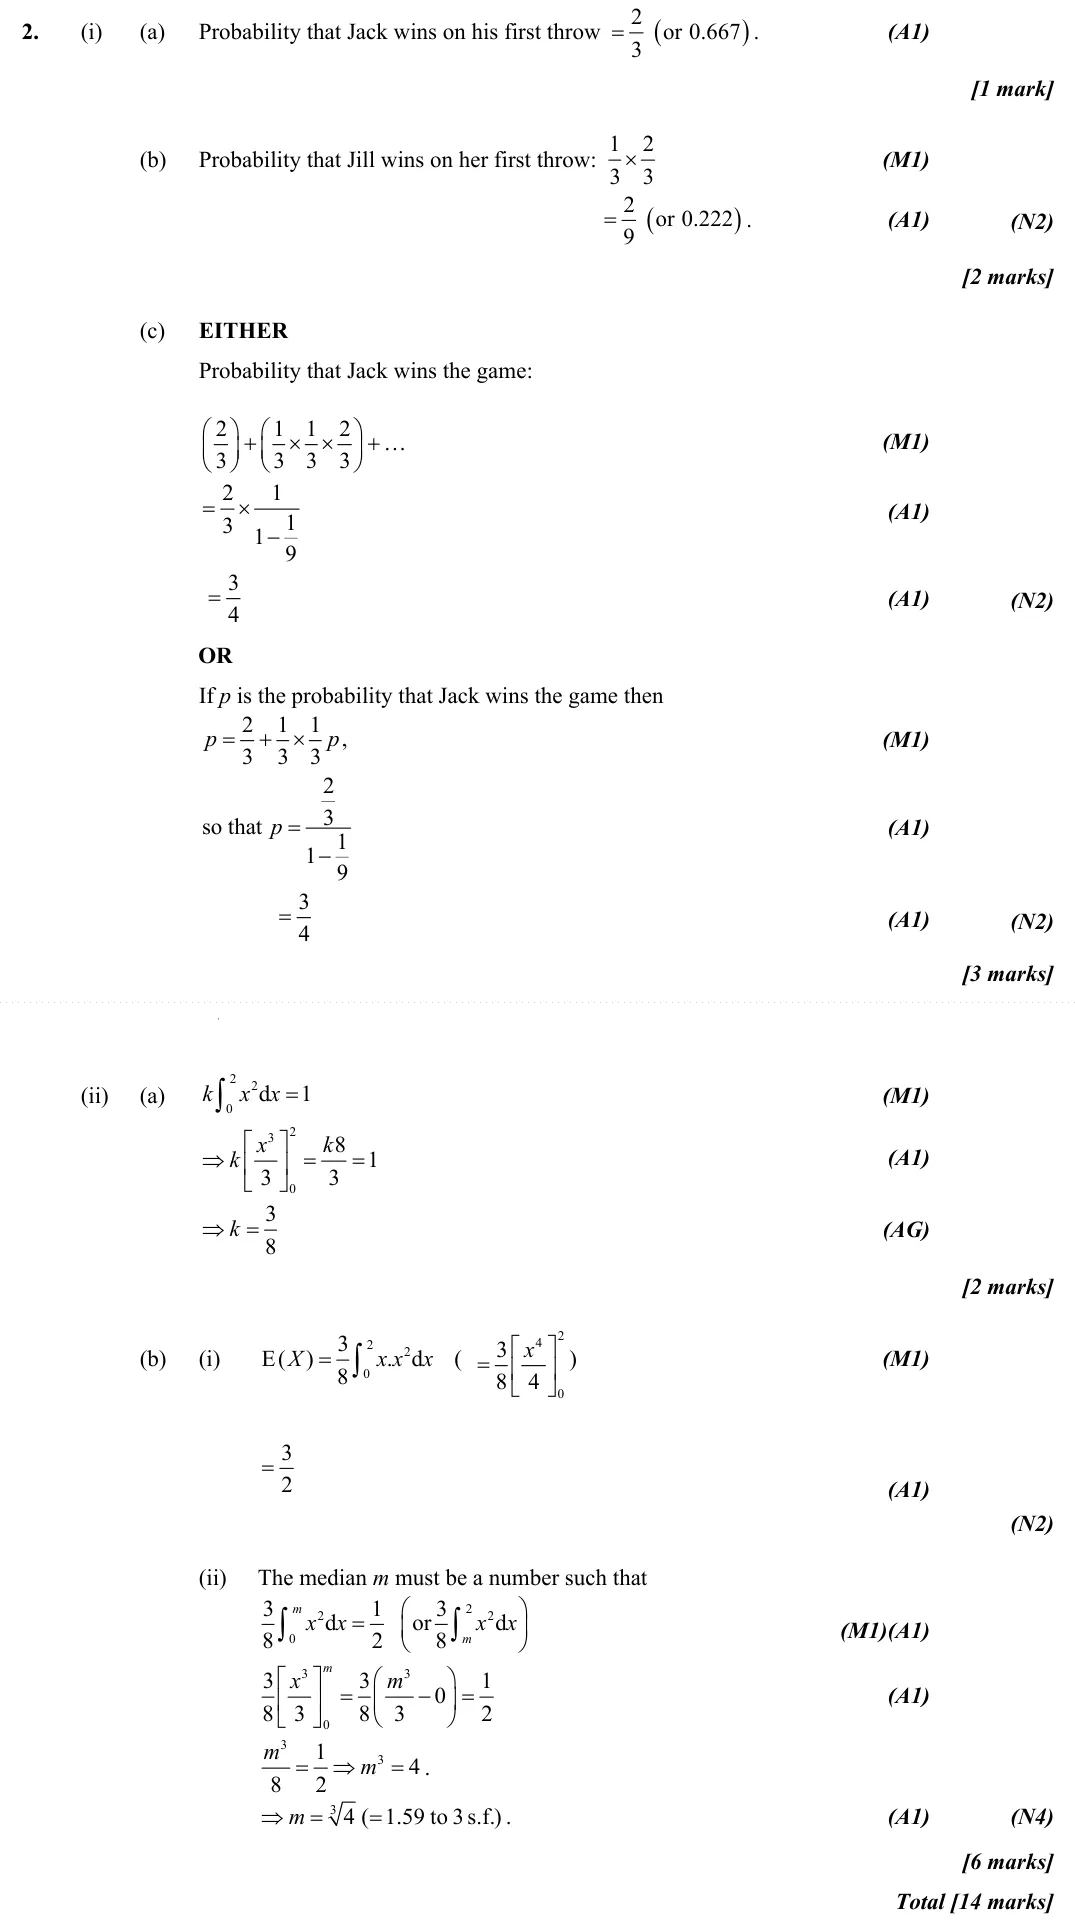 2. (i) (a) Probability that Jack wins on his first throw = 2/3 (or 0.667). (A1)
[1 mark]
(b) Probability that Jill wins on her first throw: 1/3 × 2/3 (M1)
= 2/9 (or 0.222). (A1) (N2)
[2 marks]
(c) EITHER
Probability that Jack wins the game:
(2/3) + (1/3 × 1/3 × 2/3) + … (M1)
= 2/3 × 1/(1 − 1/9) (A1)
= 3/4 (A1) (N2)
OR
If p is the probability that Jack wins the game then
p = 2/3 + 1/3 × 1/3 p, (M1)
so that p = (2/3)/(1 − 1/9) (A1)
= 3/4 (A1) (N2)
[3 marks]
(ii) (a) k∫₀² x²dx = 1 (M1)
⇒ k[x³/3]₀² = k8/3 = 1 (A1)
⇒ k = 3/8 (AG)
[2 marks]
(b) (i) E(X) = 3/8 ∫₀² x.x²dx ( = 3/8 [x⁴/4]₀² ) (M1)
= 3/2
(A1)
(N2)
(ii) The median m must be a number such that
3/8 ∫₀ᵐ x²dx = 1/2 (or 3/8 ∫ₘ² x²dx) (M1)(A1)
3/8 [x³/3]₀ᵐ = 3/8 (m³/3 − 0) = 1/2 (A1)
m³/8 = 1/2 ⇒ m³ = 4.
⇒ m = ∛4 (= 1.59 to 3 s.f.). (A1) (N4)
[6 marks]
Total [14 marks]